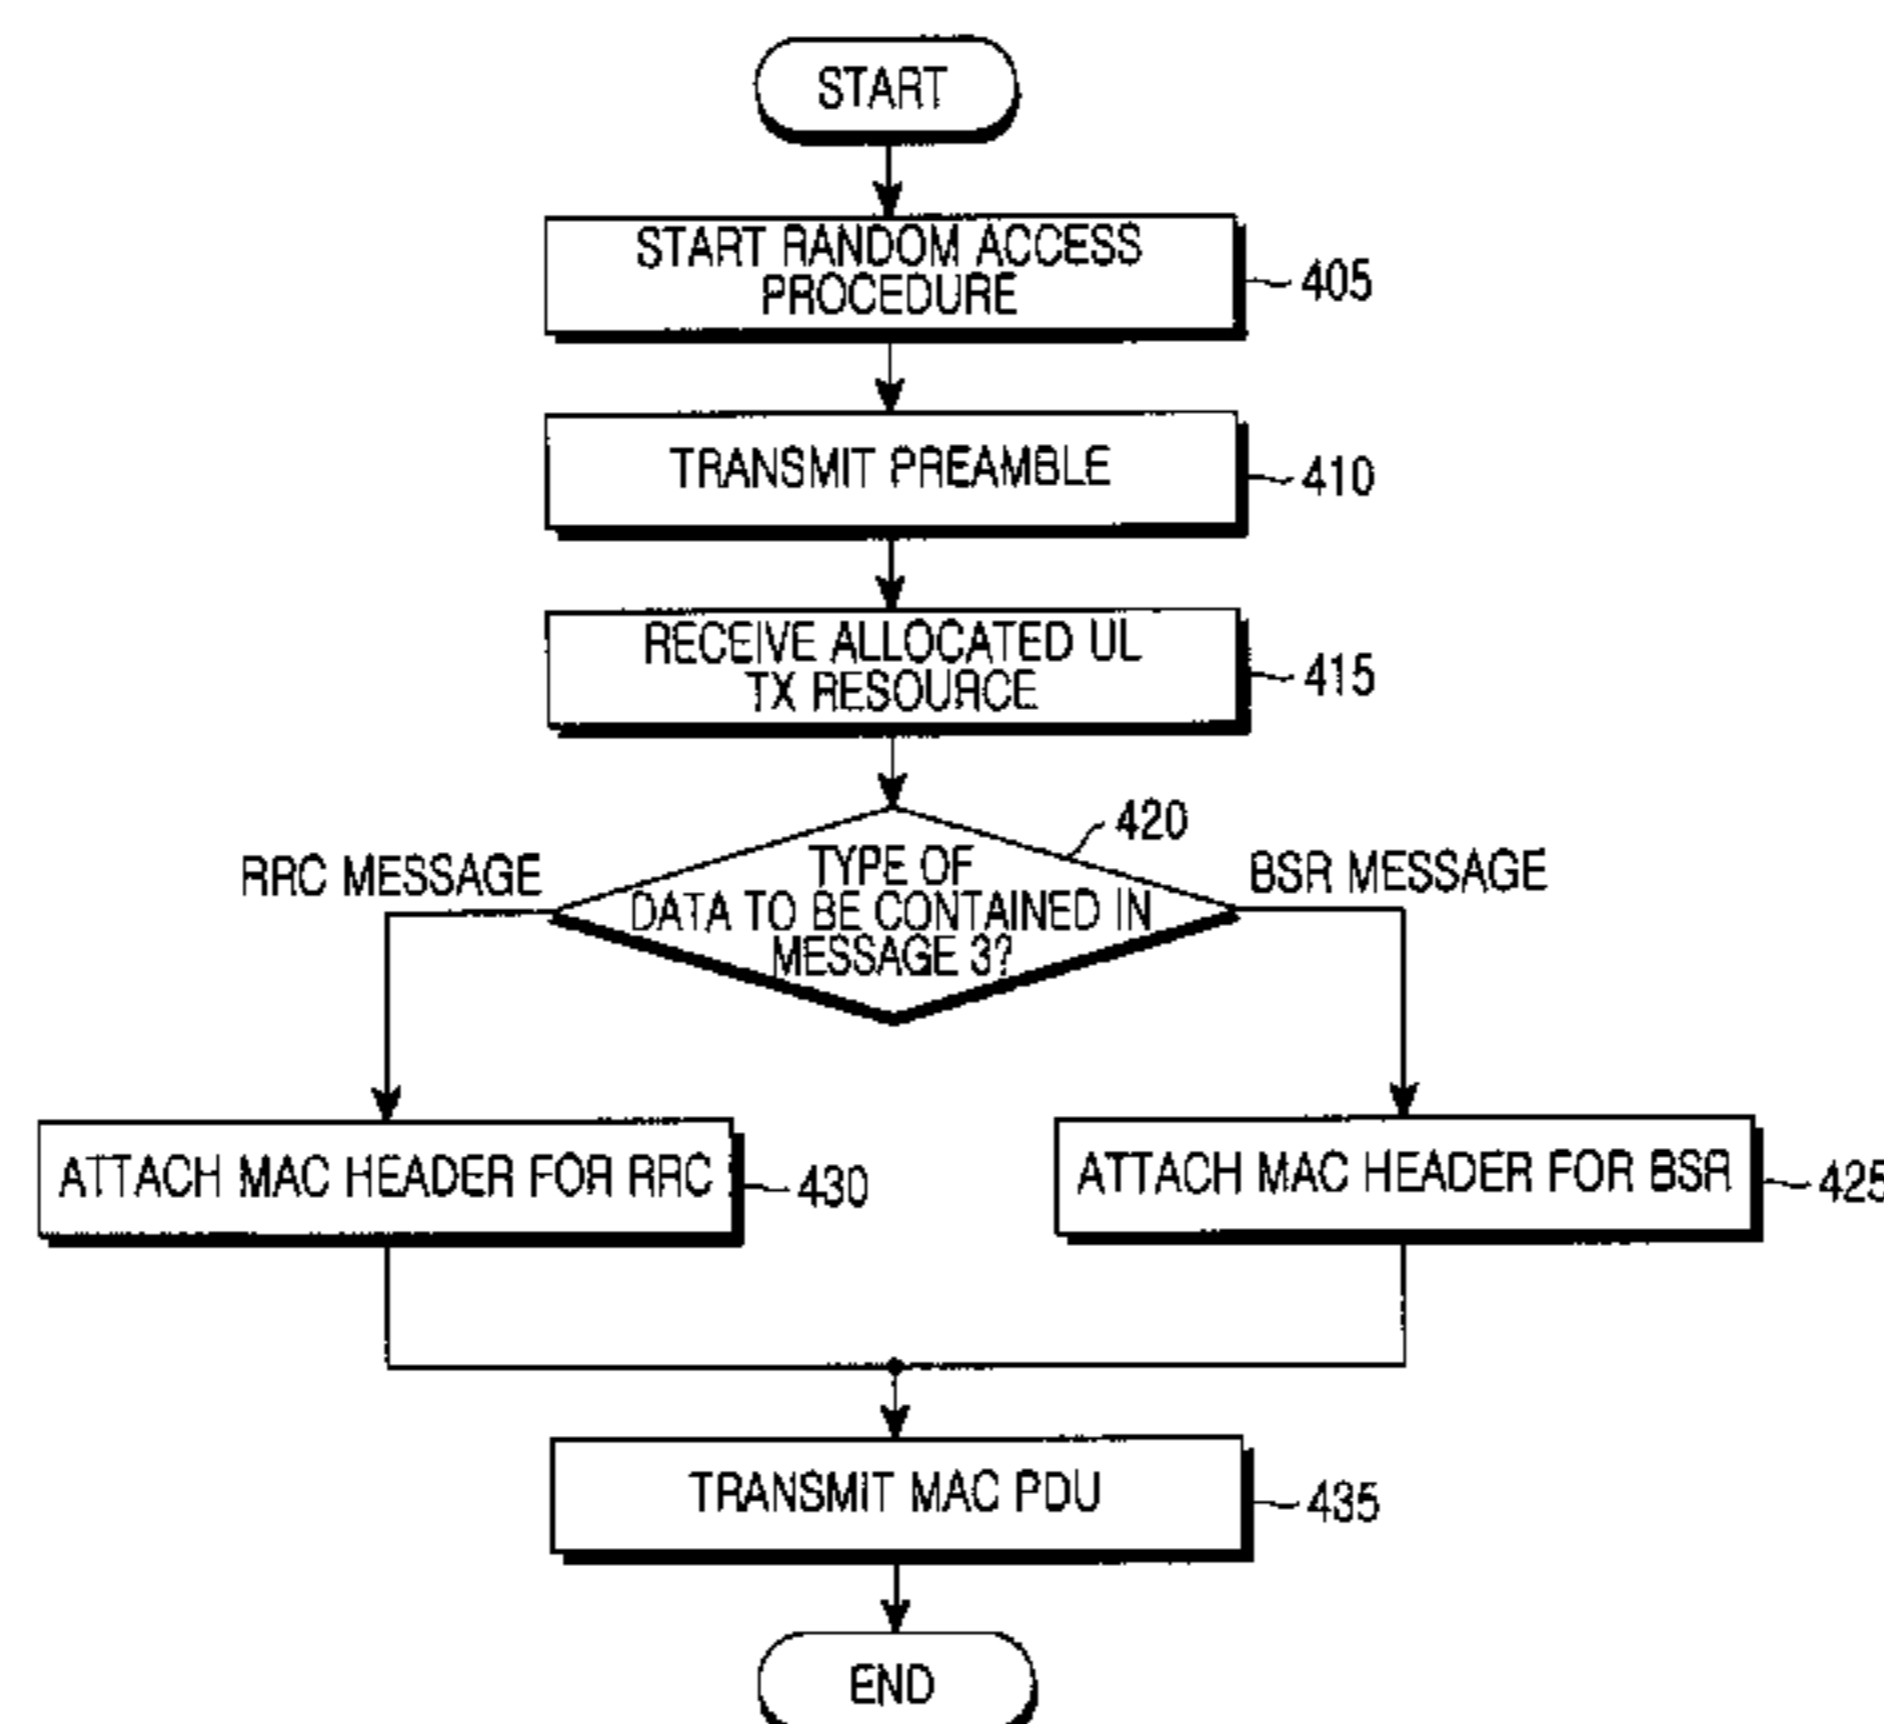 START
START RANDOM ACCESS
PROCEDURE
405
TRANSMIT PREAMBLE
410
RECEIVE ALLOCATED UL
TX RESOURCE
415
420
RRC MESSAGE
TYPE OF
DATA TO BE CONTAINED IN
MESSAGE 3?
BSR MESSAGE
ATTACH MAC HEADER FOR RRC
430
ATTACH MAC HEADER FOR BSR
425
TRANSMIT MAC PDU
435
END